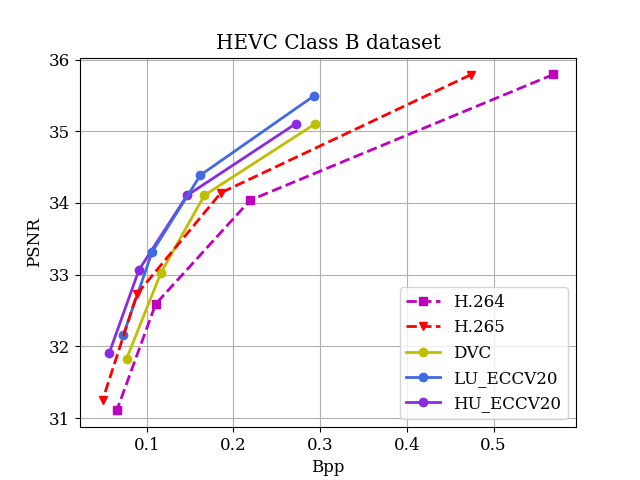 HEVC Class B dataset
36
35
34
33
32
31
PSNR
0.1
0.2
0.3
0.4
0.5
Bpp
H.264
H.265
DVC
LU_ECCV20
HU_ECCV20